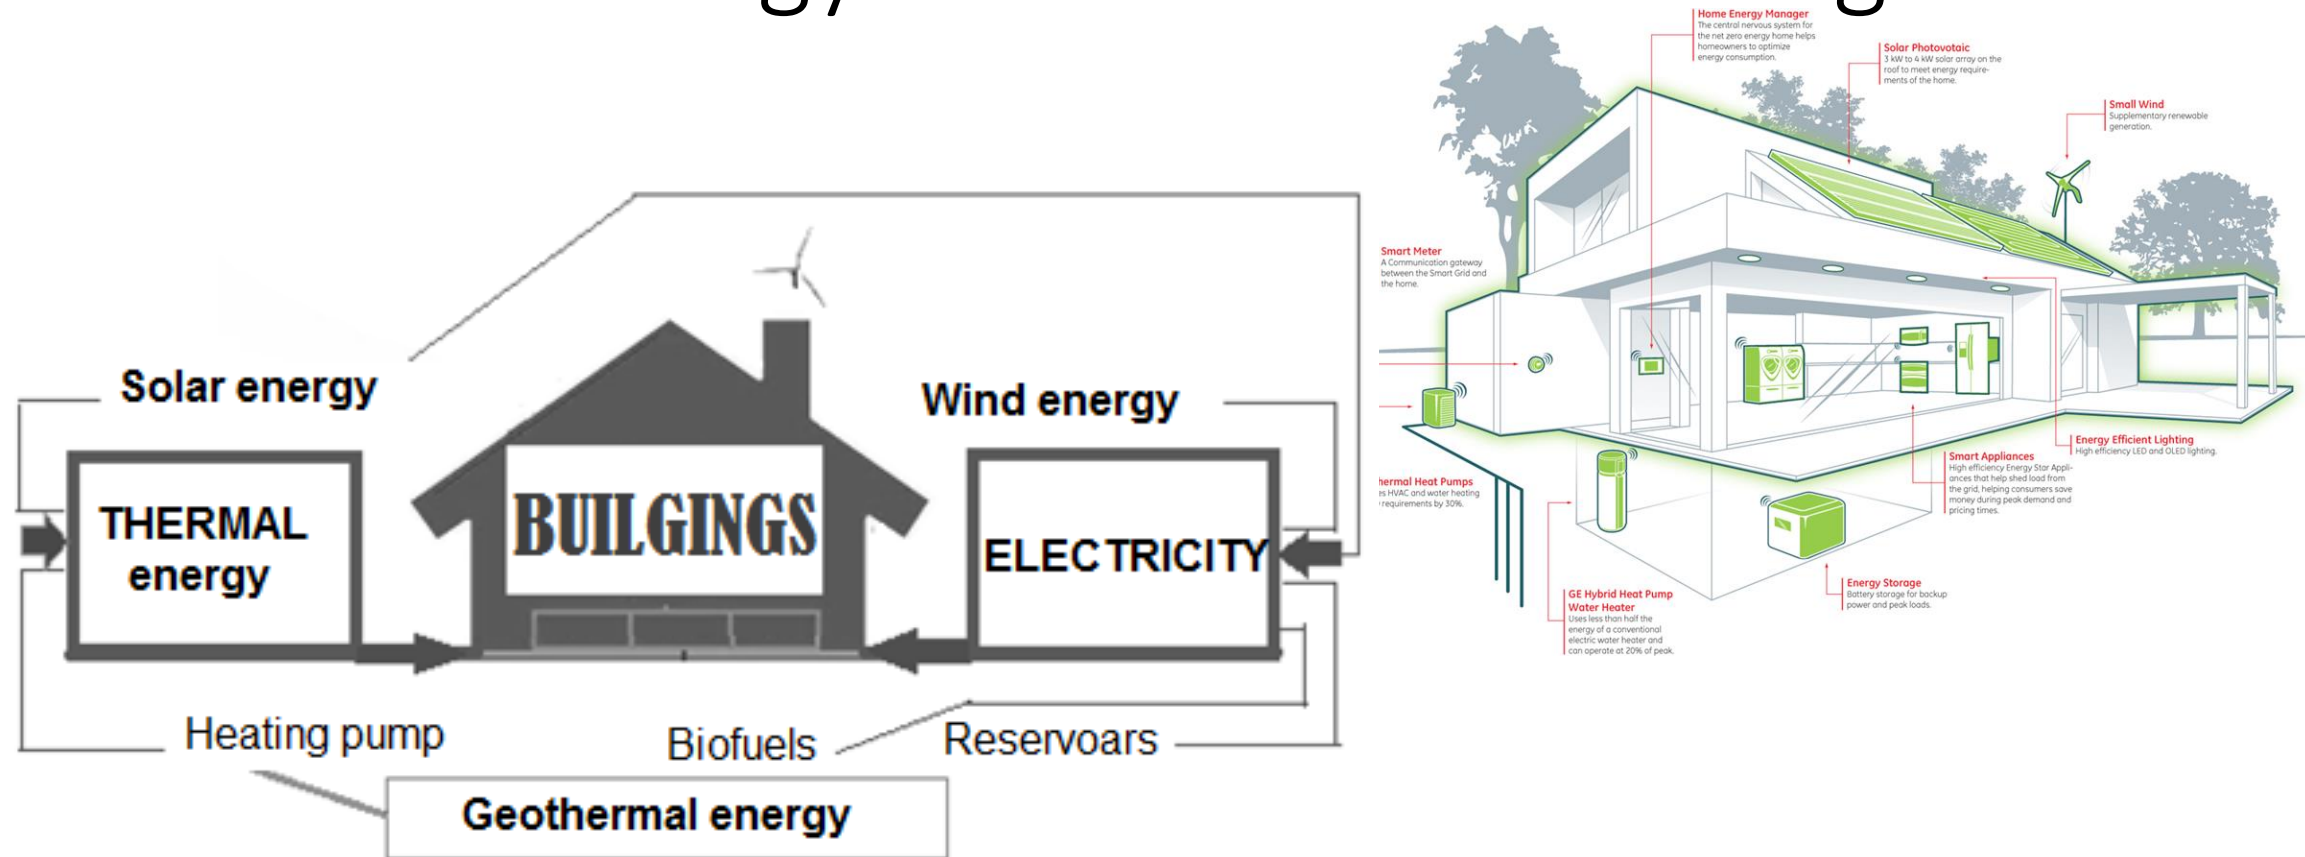 Solar energy
Wind energy
THERMAL
energy
BUILGINGS
ELECTRICITY
Heating pump
Biofuels
Reservoars
Geothermal energy
Home Energy Manager
The central nervous system for
the net zero energy home helps
homeowners to optimize
energy consumption.
Solar Photovotaic
3 kW to 4 kW solar array on the
roof to meet energy require-
ments of the home.
Small Wind
Supplementary renewable
generation.
Smart Meter
A Communication gateway
between the Smart Grid and
the home.
Energy Efficient Lighting
High efficiency LED and OLED lighting.
Smart Appliances
High efficiency Energy Star Appli-
ances that help shed load from
the grid, helping consumers save
money during peak demand and
pricing times.
hermal Heat Pumps
es HVAC and water heating
requirements by 30%.
Energy Storage
Battery storage for backup
power and peak loads.
GE Hybrid Heat Pump
Water Heater
Uses less than half the
energy of a conventional
electric water heater and
can operate at 20% of peak.